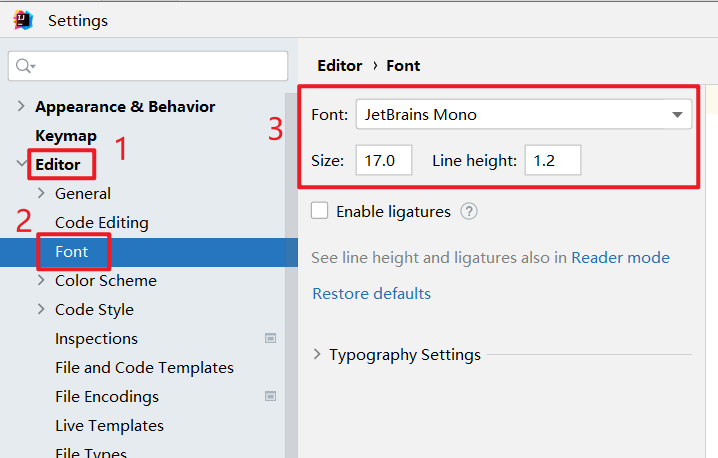 Settings
Appearance & Behavior
Keymap
1
Editor
General
Code Editing
2
Font
Color Scheme
Code Style
Inspections
File and Code Templates
File Encodings
Live Templates
File Types
Editor › Font
3
Font: JetBrains Mono
Size: 17.0 Line height: 1.2
Enable ligatures ?
See line height and ligatures also in Reader mode
Restore defaults
Typography Settings